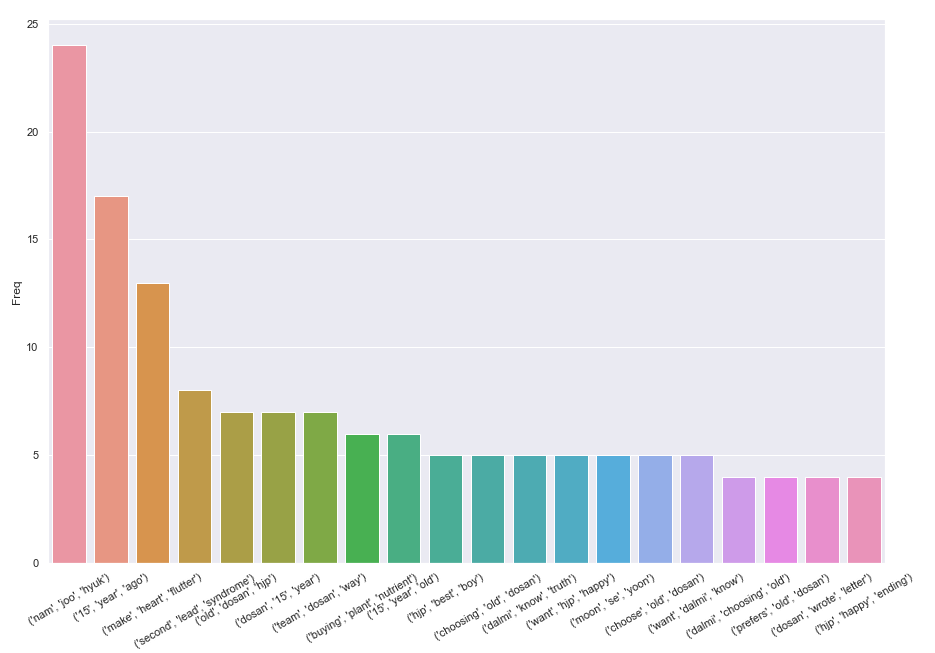 25
20
15
10
5
0
Freq
('nam', 'joo', 'hyuk')
('15', 'year', 'ago')
('make', 'heart', 'flutter')
('second', 'lead', 'syndrome')
('old', 'dosan', 'hjp')
('dosan', '15', 'year')
('team', 'dosan', 'way')
('buying', 'plant', 'nutrient')
('15', 'year', 'old')
('hjp', 'best', 'boy')
('choosing', 'old', 'dosan')
('dalmi', 'know', 'truth')
('want', 'hjp', 'happy')
('moon', 'se', 'yoon')
('choose', 'old', 'dosan')
('want', 'dalmi', 'know')
('dalmi', 'choosing', 'old')
('prefers', 'old', 'dosan')
('dosan', 'wrote', 'letter')
('hjp', 'happy', 'ending')